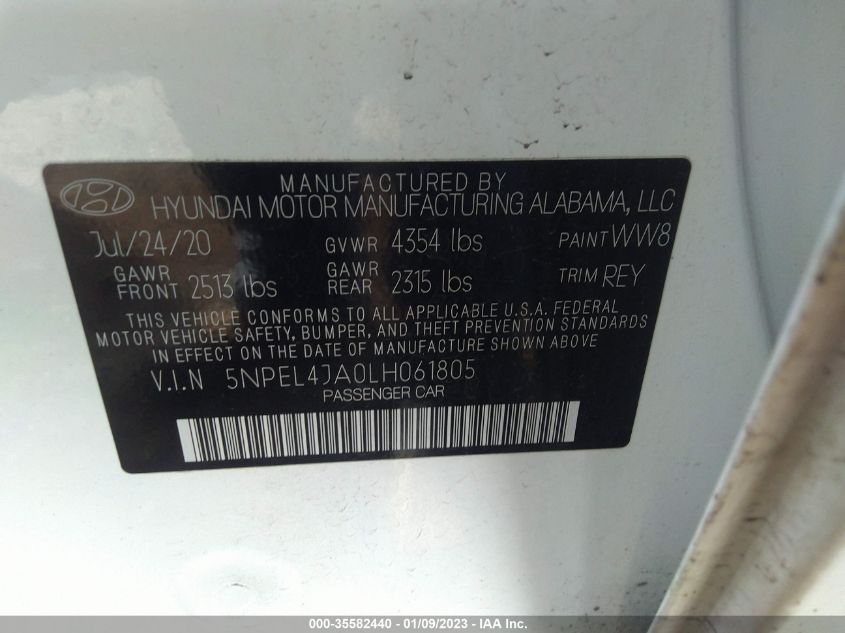 MANUFACTURED BY
HYUNDAI MOTOR MANUFACTURING ALABAMA, LLC
Jul/24/20 GVWR 4354 lbs PAINT WW8
GAWR FRONT 2513 lbs GAWR REAR 2315 lbs TRIM REY
THIS VEHICLE CONFORMS TO ALL APPLICABLE U.S.A. FEDERAL
MOTOR VEHICLE SAFETY, BUMPER, AND THEFT PREVENTION STANDARDS
IN EFFECT ON THE DATE OF MANUFACTURE SHOWN ABOVE
V.I.N 5NPEL4JA0LH061805
PASSENGER CAR
000-35582440 - 01/09/2023 - IAA Inc.